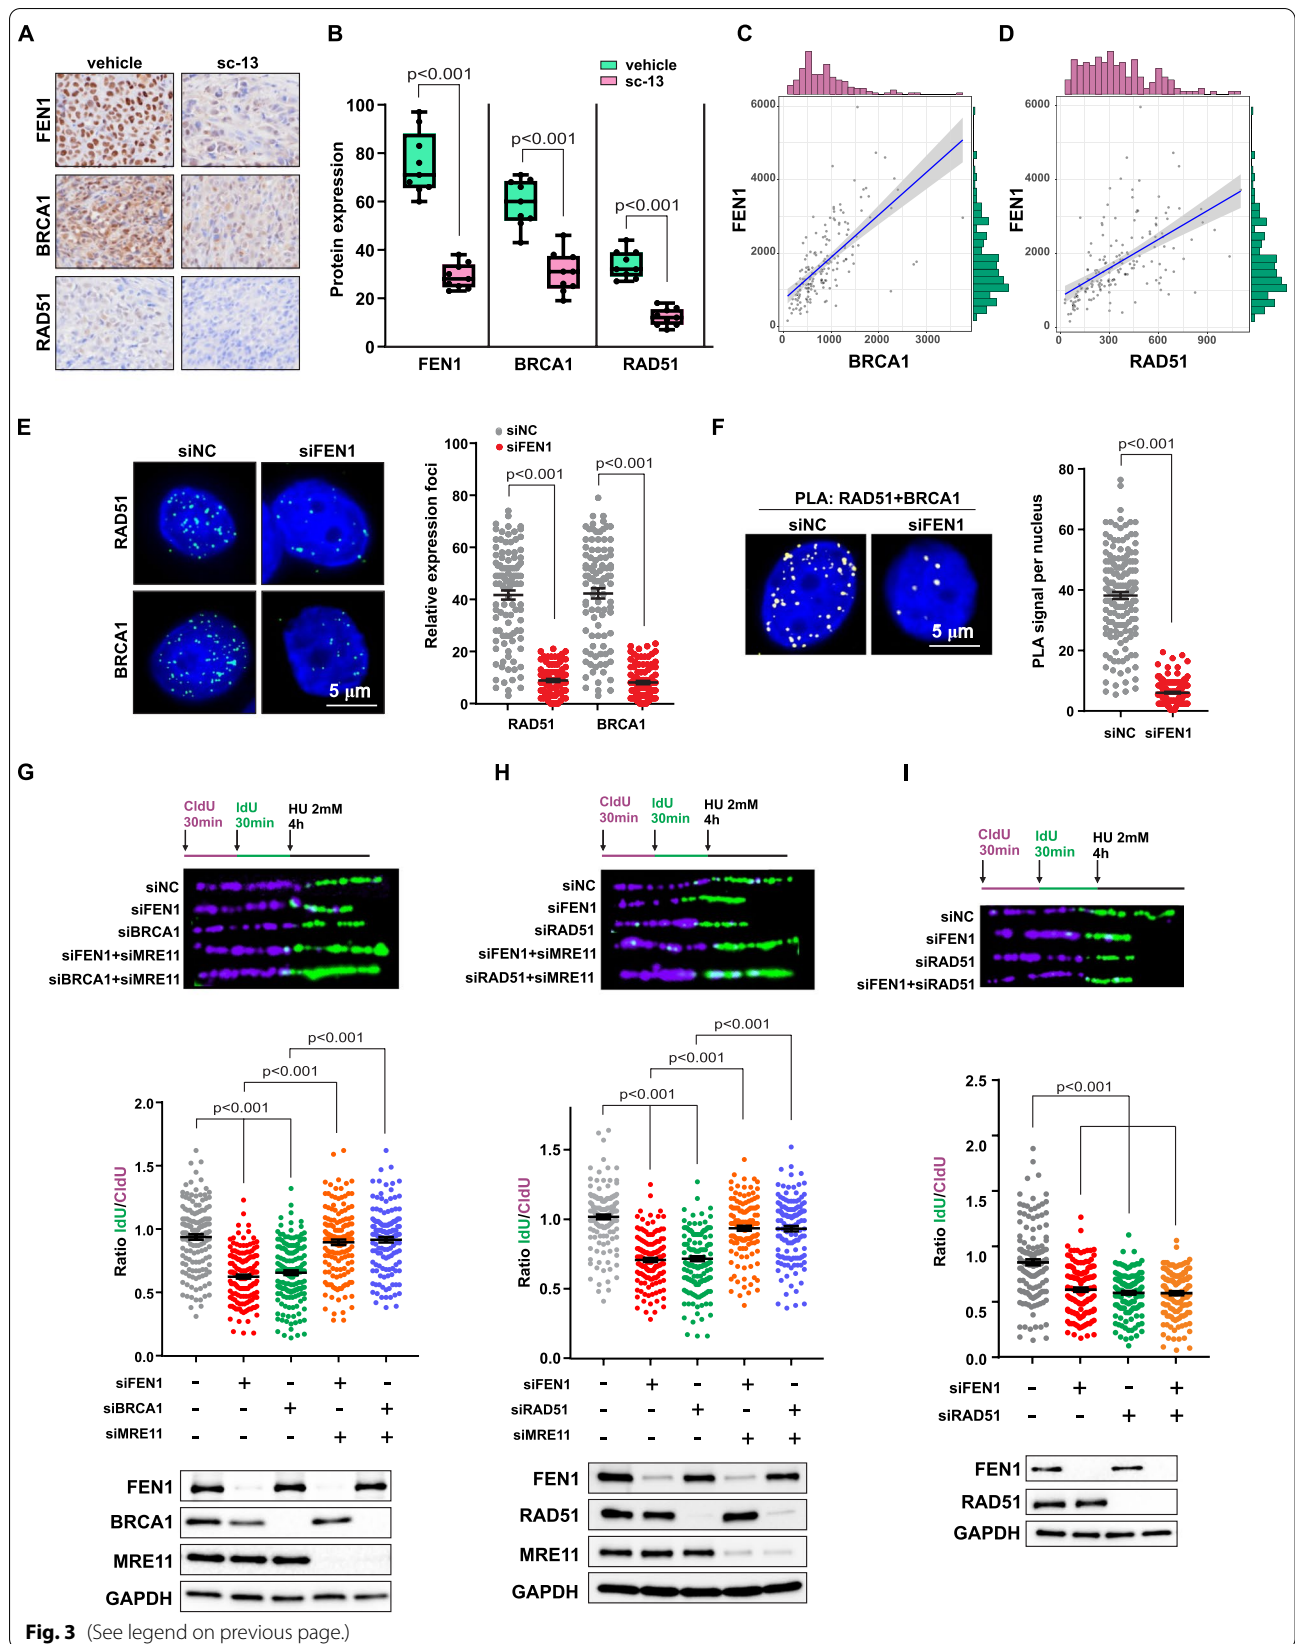 A
vehicle
sc-13
FEN1
BRCA1
RAD51
B
vehicle
sc-13
p<0.001
p<0.001
p<0.001
Protein expression
100
80
60
40
20
0
FEN1
BRCA1
RAD51
C
FEN1
6000
4000
2000
0
0
1000
2000
3000
BRCA1
D
FEN1
6000
4000
2000
0
0
300
600
900
RAD51
E
siNC
siFEN1
RAD51
BRCA1
5 μm
siNC
siFEN1
p<0.001
p<0.001
Relative expression foci
100
80
60
40
20
0
RAD51
BRCA1
F
PLA: RAD51+BRCA1
siNC
siFEN1
5 μm
p<0.001
PLA signal per nucleus
80
60
40
20
0
siNC
siFEN1
G
CldU
30min
IdU
30min
HU 2mM
4h
siNC
siFEN1
siBRCA1
siFEN1+siMRE11
siBRCA1+siMRE11
p<0.001
p<0.001
p<0.001
Ratio IdU/CldU
2.0
1.5
1.0
0.5
0.0
siFEN1 - + - + -
siBRCA1 - - + - +
siMRE11 - - - + +
FEN1
BRCA1
MRE11
GAPDH
H
CldU
30min
IdU
30min
HU 2mM
4h
siNC
siFEN1
siRAD51
siFEN1+siMRE11
siRAD51+siMRE11
p<0.001
p<0.001
p<0.001
Ratio IdU/CldU
1.5
1.0
0.5
0.0
siFEN1 - + - + -
siRAD51 - - + - +
siMRE11 - - - + +
FEN1
RAD51
MRE11
GAPDH
I
CldU
30min
IdU
30min
HU 2mM
4h
siNC
siFEN1
siRAD51
siFEN1+siRAD51
p<0.001
Ratio IdU/CldU
2.5
2.0
1.5
1.0
0.5
0.0
siFEN1 - + - +
siRAD51 - - + +
FEN1
RAD51
GAPDH
Fig. 3 (See legend on previous page.)